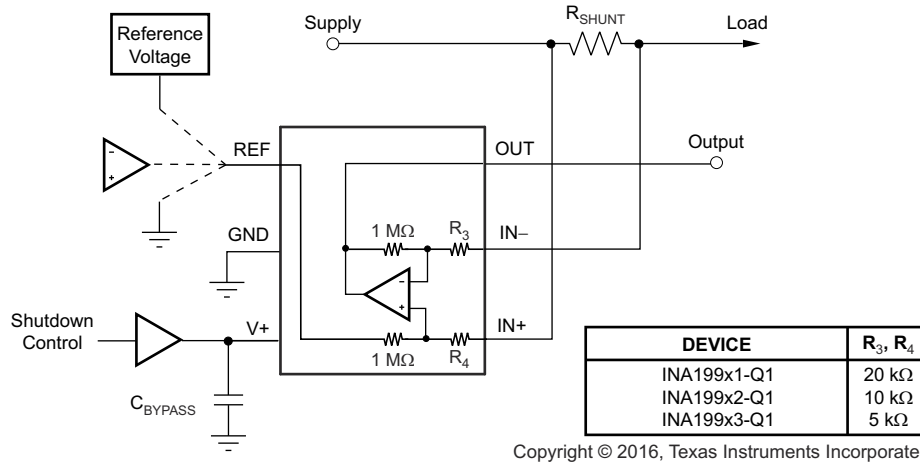 Supply
R_SHUNT
Load
Reference
Voltage
REF
OUT
Output
-
+
GND
1 MΩ
R3
IN−
-
+
Shutdown
Control
V+
1 MΩ
R4
IN+
C_BYPASS
DEVICE R3, R4
INA199x1-Q1 20 kΩ
INA199x2-Q1 10 kΩ
INA199x3-Q1 5 kΩ
Copyright © 2016, Texas Instruments Incorporate